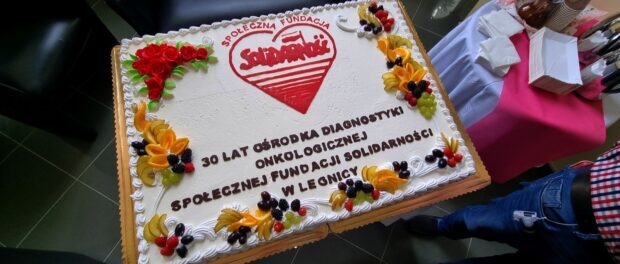 SPOŁECZNA FUNDACJA
SOLIDARNOŚĆ
30 LAT OŚRODKA DIAGNOSTYKI
ONKOLOGICZNEJ
SPOŁECZNEJ FUNDACJI SOLIDARNOŚCI
W LEGNICY